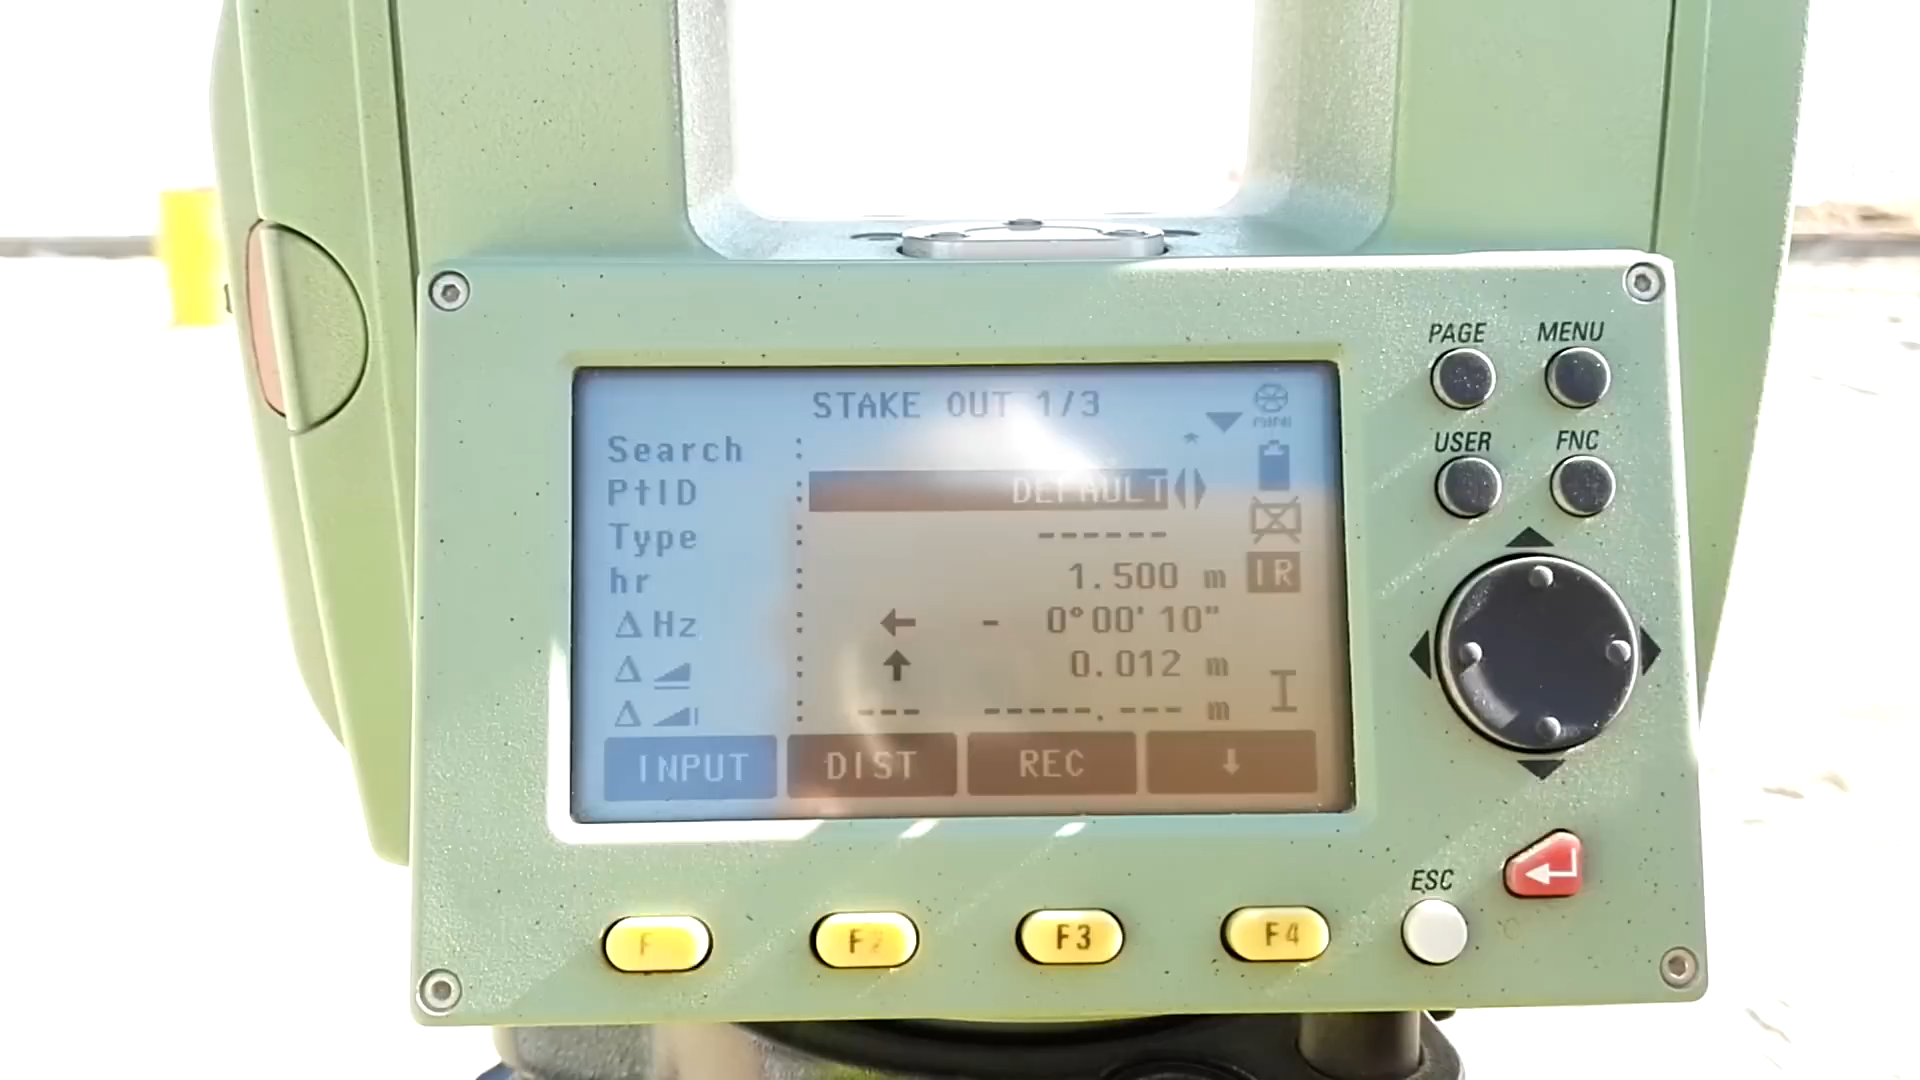 STAKE OUT 1/3
Search : *
PtID : DEFAULT
Type : ------
hr : 1.500 m
Δ Hz : ← - 0°00'10"
Δ : ↑ 0.012 m
Δ : --- -----.--- m
IR
I
INPUT DIST REC ↓
PAGE MENU
USER FNC
ESC
F F2 F3 F4